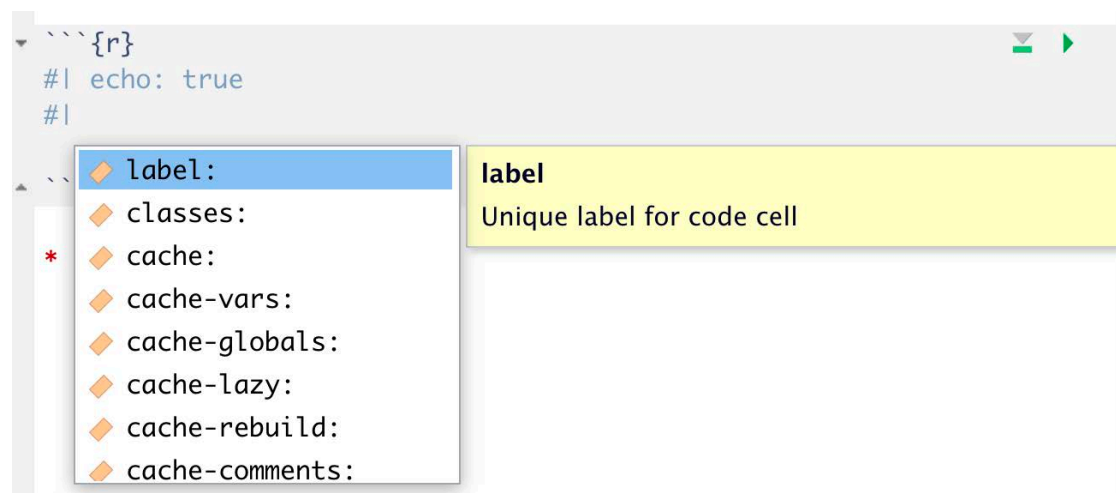 ```{r}
#| echo: true
#|
label:
label
``
classes:
Unique label for code cell
*
cache:
cache-vars:
cache-globals:
cache-lazy:
cache-rebuild:
cache-comments: